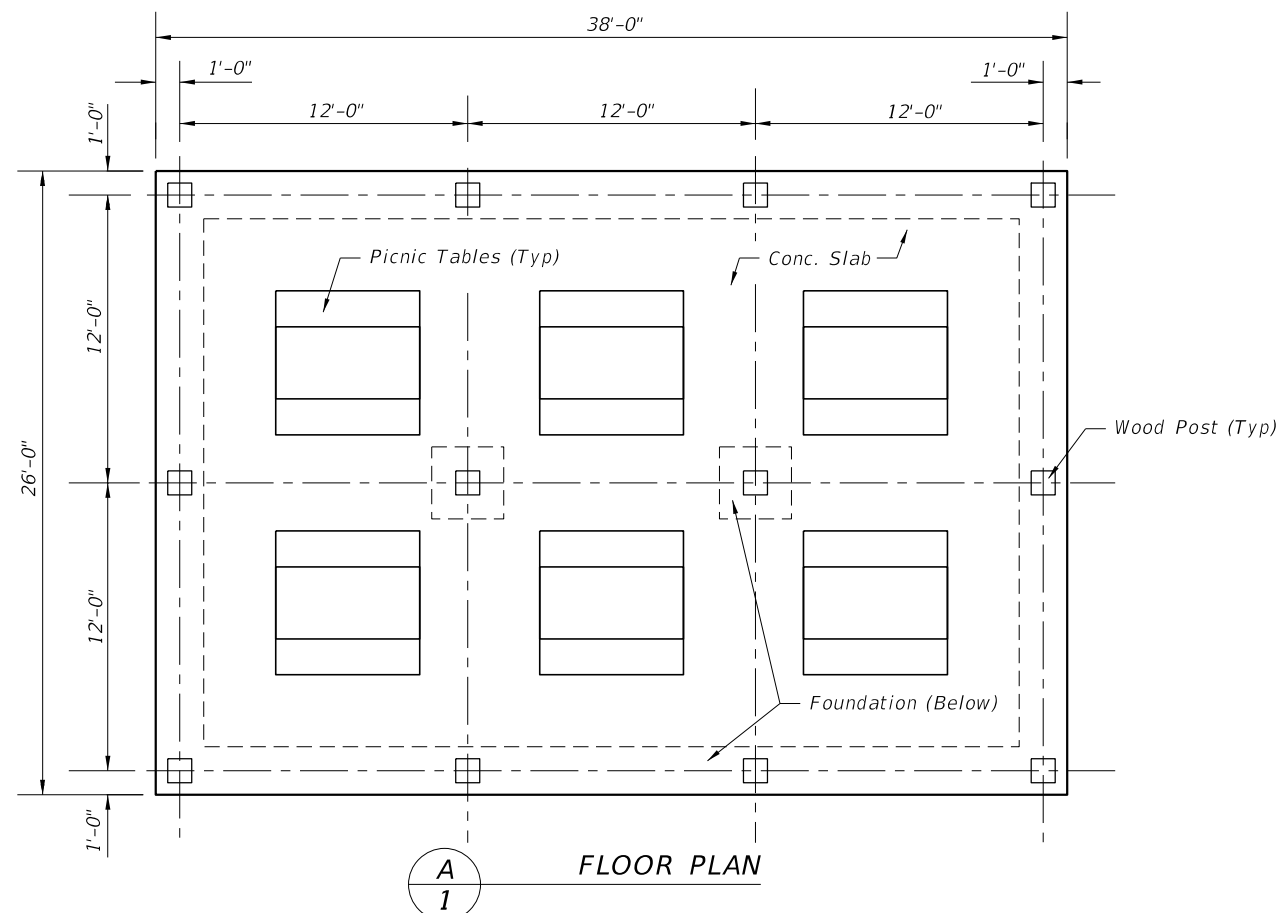 38'-0"
1'-0"
1'-0"
12'-0"
12'-0"
12'-0"
1'-0"
Picnic Tables (Typ)
Conc. Slab
12'-0"
Wood Post (Typ)
26'-0"
12'-0"
Foundation (Below)
1'-0"
A
1
FLOOR PLAN